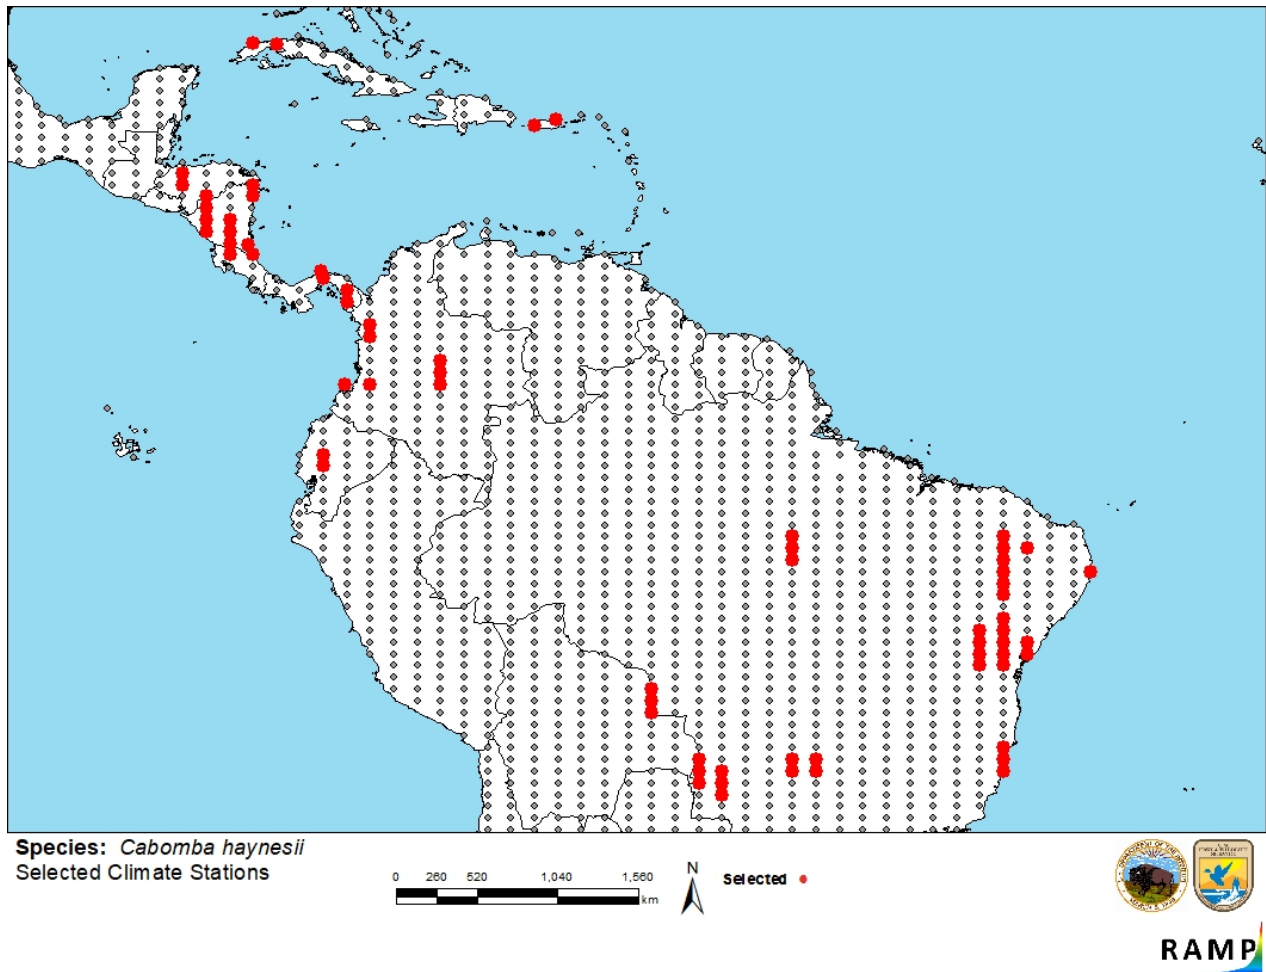 Species: Cabomba haynesii
Selected Climate Stations
0 260 520 1,040 1,560
km
N
Selected
RAMP